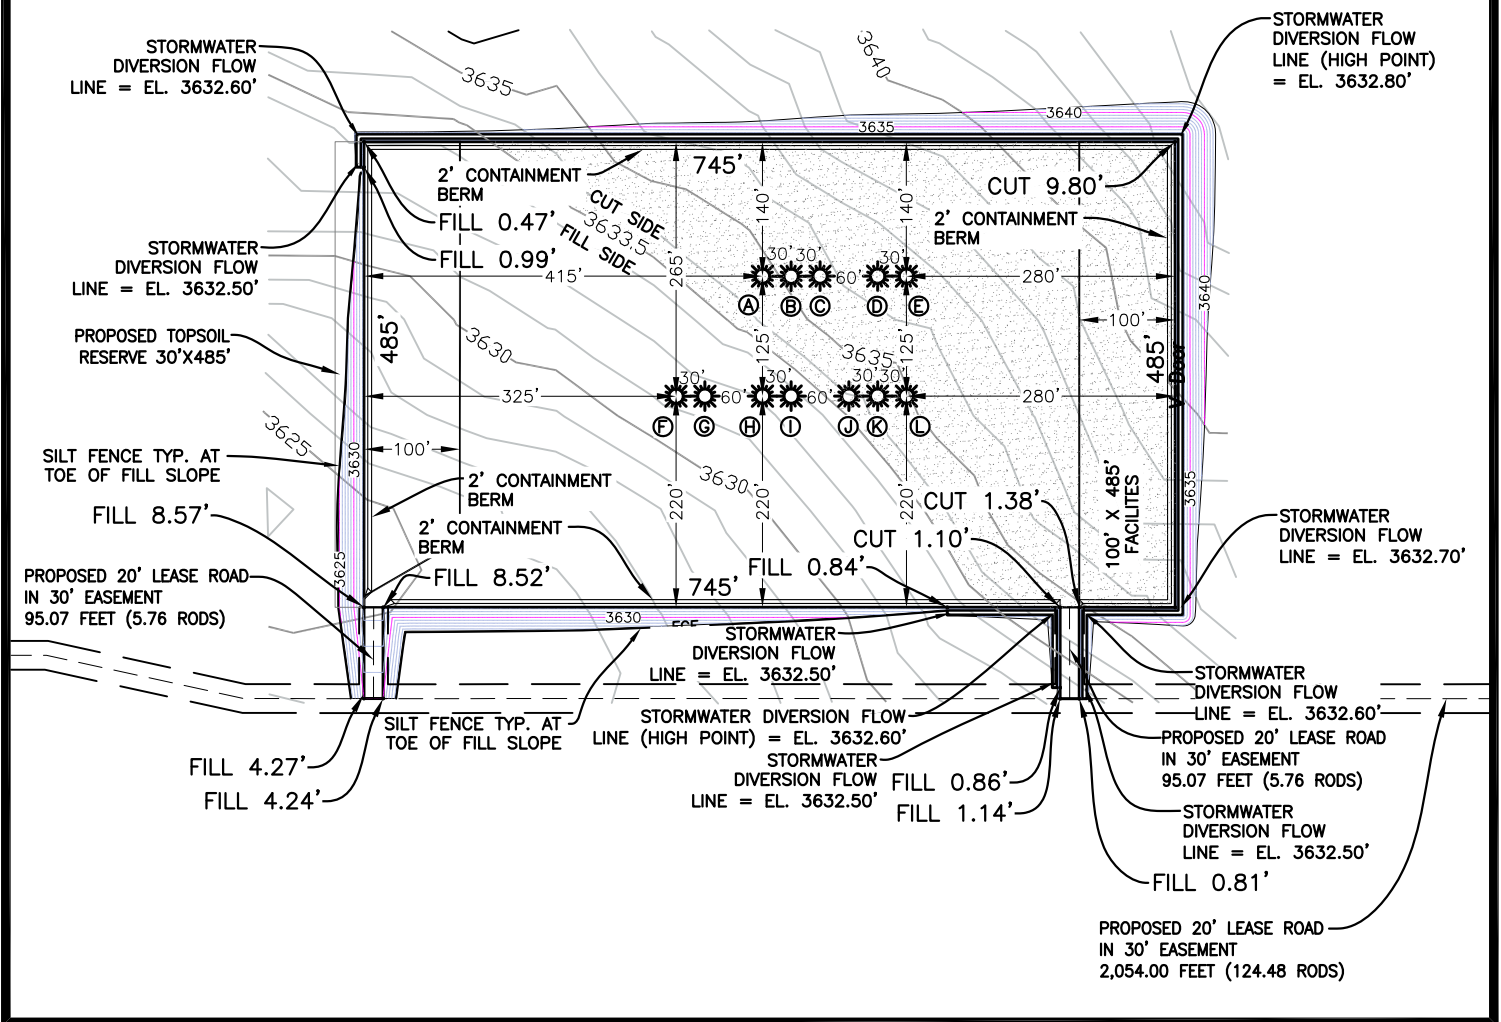 STORMWATER
DIVERSION FLOW
LINE = EL. 3632.60'
STORMWATER
DIVERSION FLOW
LINE (HIGH POINT)
= EL. 3632.80'
3635
3640
3640
3635
745'
2' CONTAINMENT
BERM
CUT 9.80'
FILL 0.47'
CUT SIDE
3633.5
FILL SIDE
140'
140'
2' CONTAINMENT
BERM
STORMWATER
DIVERSION FLOW
LINE = EL. 3632.50'
FILL 0.99'
265'
30'
30'
30'
415'
60'
280'
3640
A
B
C
D
E
100'
PROPOSED TOPSOIL
RESERVE 30'X485'
485'
3630
125'
3635
125'
485'
V-Door
30'
30'
30'
30'
325'
60'
60'
280'
F
G
H
I
J
K
L
3625
100'
3630
SILT FENCE TYP. AT
TOE OF FILL SLOPE
2' CONTAINMENT
BERM
3630
220'
220'
220'
CUT 1.38'
100' X 485'
FACILITES
3635
FILL 8.57'
2' CONTAINMENT
BERM
CUT 1.10'
STORMWATER
DIVERSION FLOW
LINE = EL. 3632.70'
3625
FILL 0.84'
PROPOSED 20' LEASE ROAD
IN 30' EASEMENT
95.07 FEET (5.76 RODS)
FILL 8.52'
745'
3630
STORMWATER
DIVERSION FLOW
LINE = EL. 3632.50'
STORMWATER
DIVERSION FLOW
LINE = EL. 3632.60'
SILT FENCE TYP. AT
TOE OF FILL SLOPE
STORMWATER DIVERSION FLOW
LINE (HIGH POINT) = EL. 3632.60'
PROPOSED 20' LEASE ROAD
IN 30' EASEMENT
95.07 FEET (5.76 RODS)
FILL 4.27'
FILL 4.24'
STORMWATER
DIVERSION FLOW
LINE = EL. 3632.50'
FILL 0.86'
FILL 1.14'
STORMWATER
DIVERSION FLOW
LINE = EL. 3632.50'
FILL 0.81'
PROPOSED 20' LEASE ROAD
IN 30' EASEMENT
2,054.00 FEET (124.48 RODS)